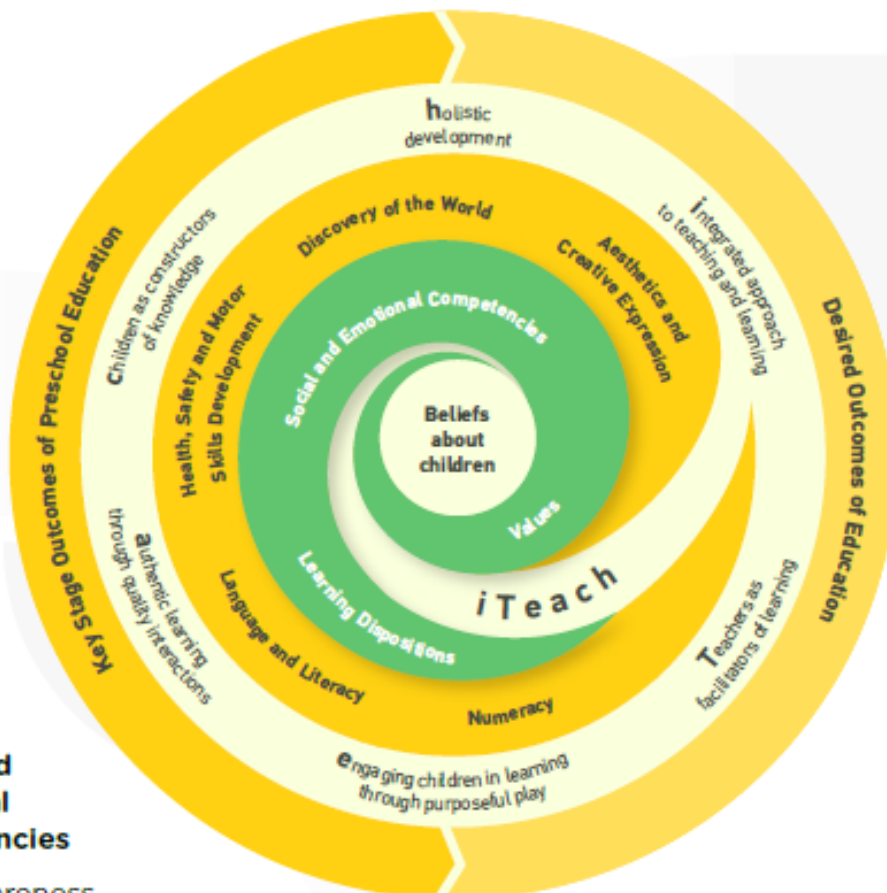 Key Stage Outcomes of Preschool Education
Desired Outcomes of Education
holistic
development
integrated approach
to teaching and learning
Teachers as
facilitators of learning
engaging children in learning
through purposeful play
authentic learning
through quality interactions
Children as constructors
of knowledge
Discovery of the World
Aesthetics and
Creative Expression
Health, Safety and Motor
Skills Development
Language and Literacy
Numeracy
Social and Emotional Competencies
Learning Dispositions
Values
iTeach
Beliefs
about
children